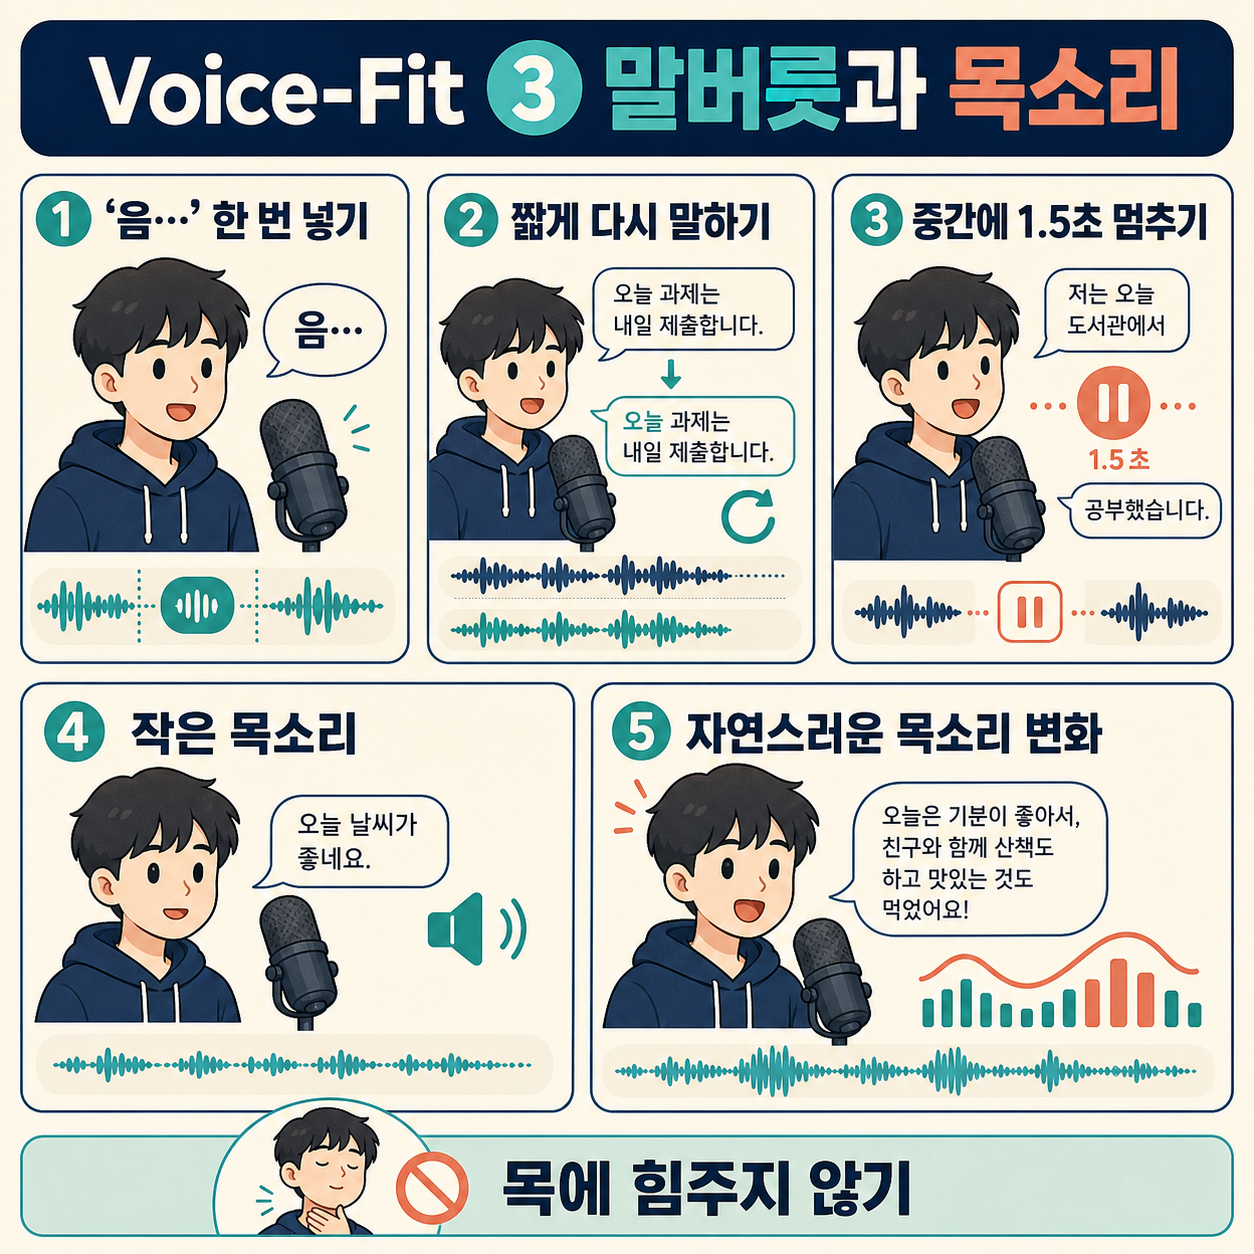 Voice-Fit 3 말버릇과 목소리
1 ‘음…’ 한 번 넣기
음…
2 짧게 다시 말하기
오늘 과제는
내일 제출합니다.
오늘 과제는
내일 제출합니다.
3 중간에 1.5초 멈추기
저는 오늘
도서관에서
1.5 초
공부했습니다.
4 작은 목소리
오늘 날씨가
좋네요.
5 자연스러운 목소리 변화
오늘은 기분이 좋아서,
친구와 함께 산책도
하고 맛있는 것도
먹었어요!
목에 힘주지 않기